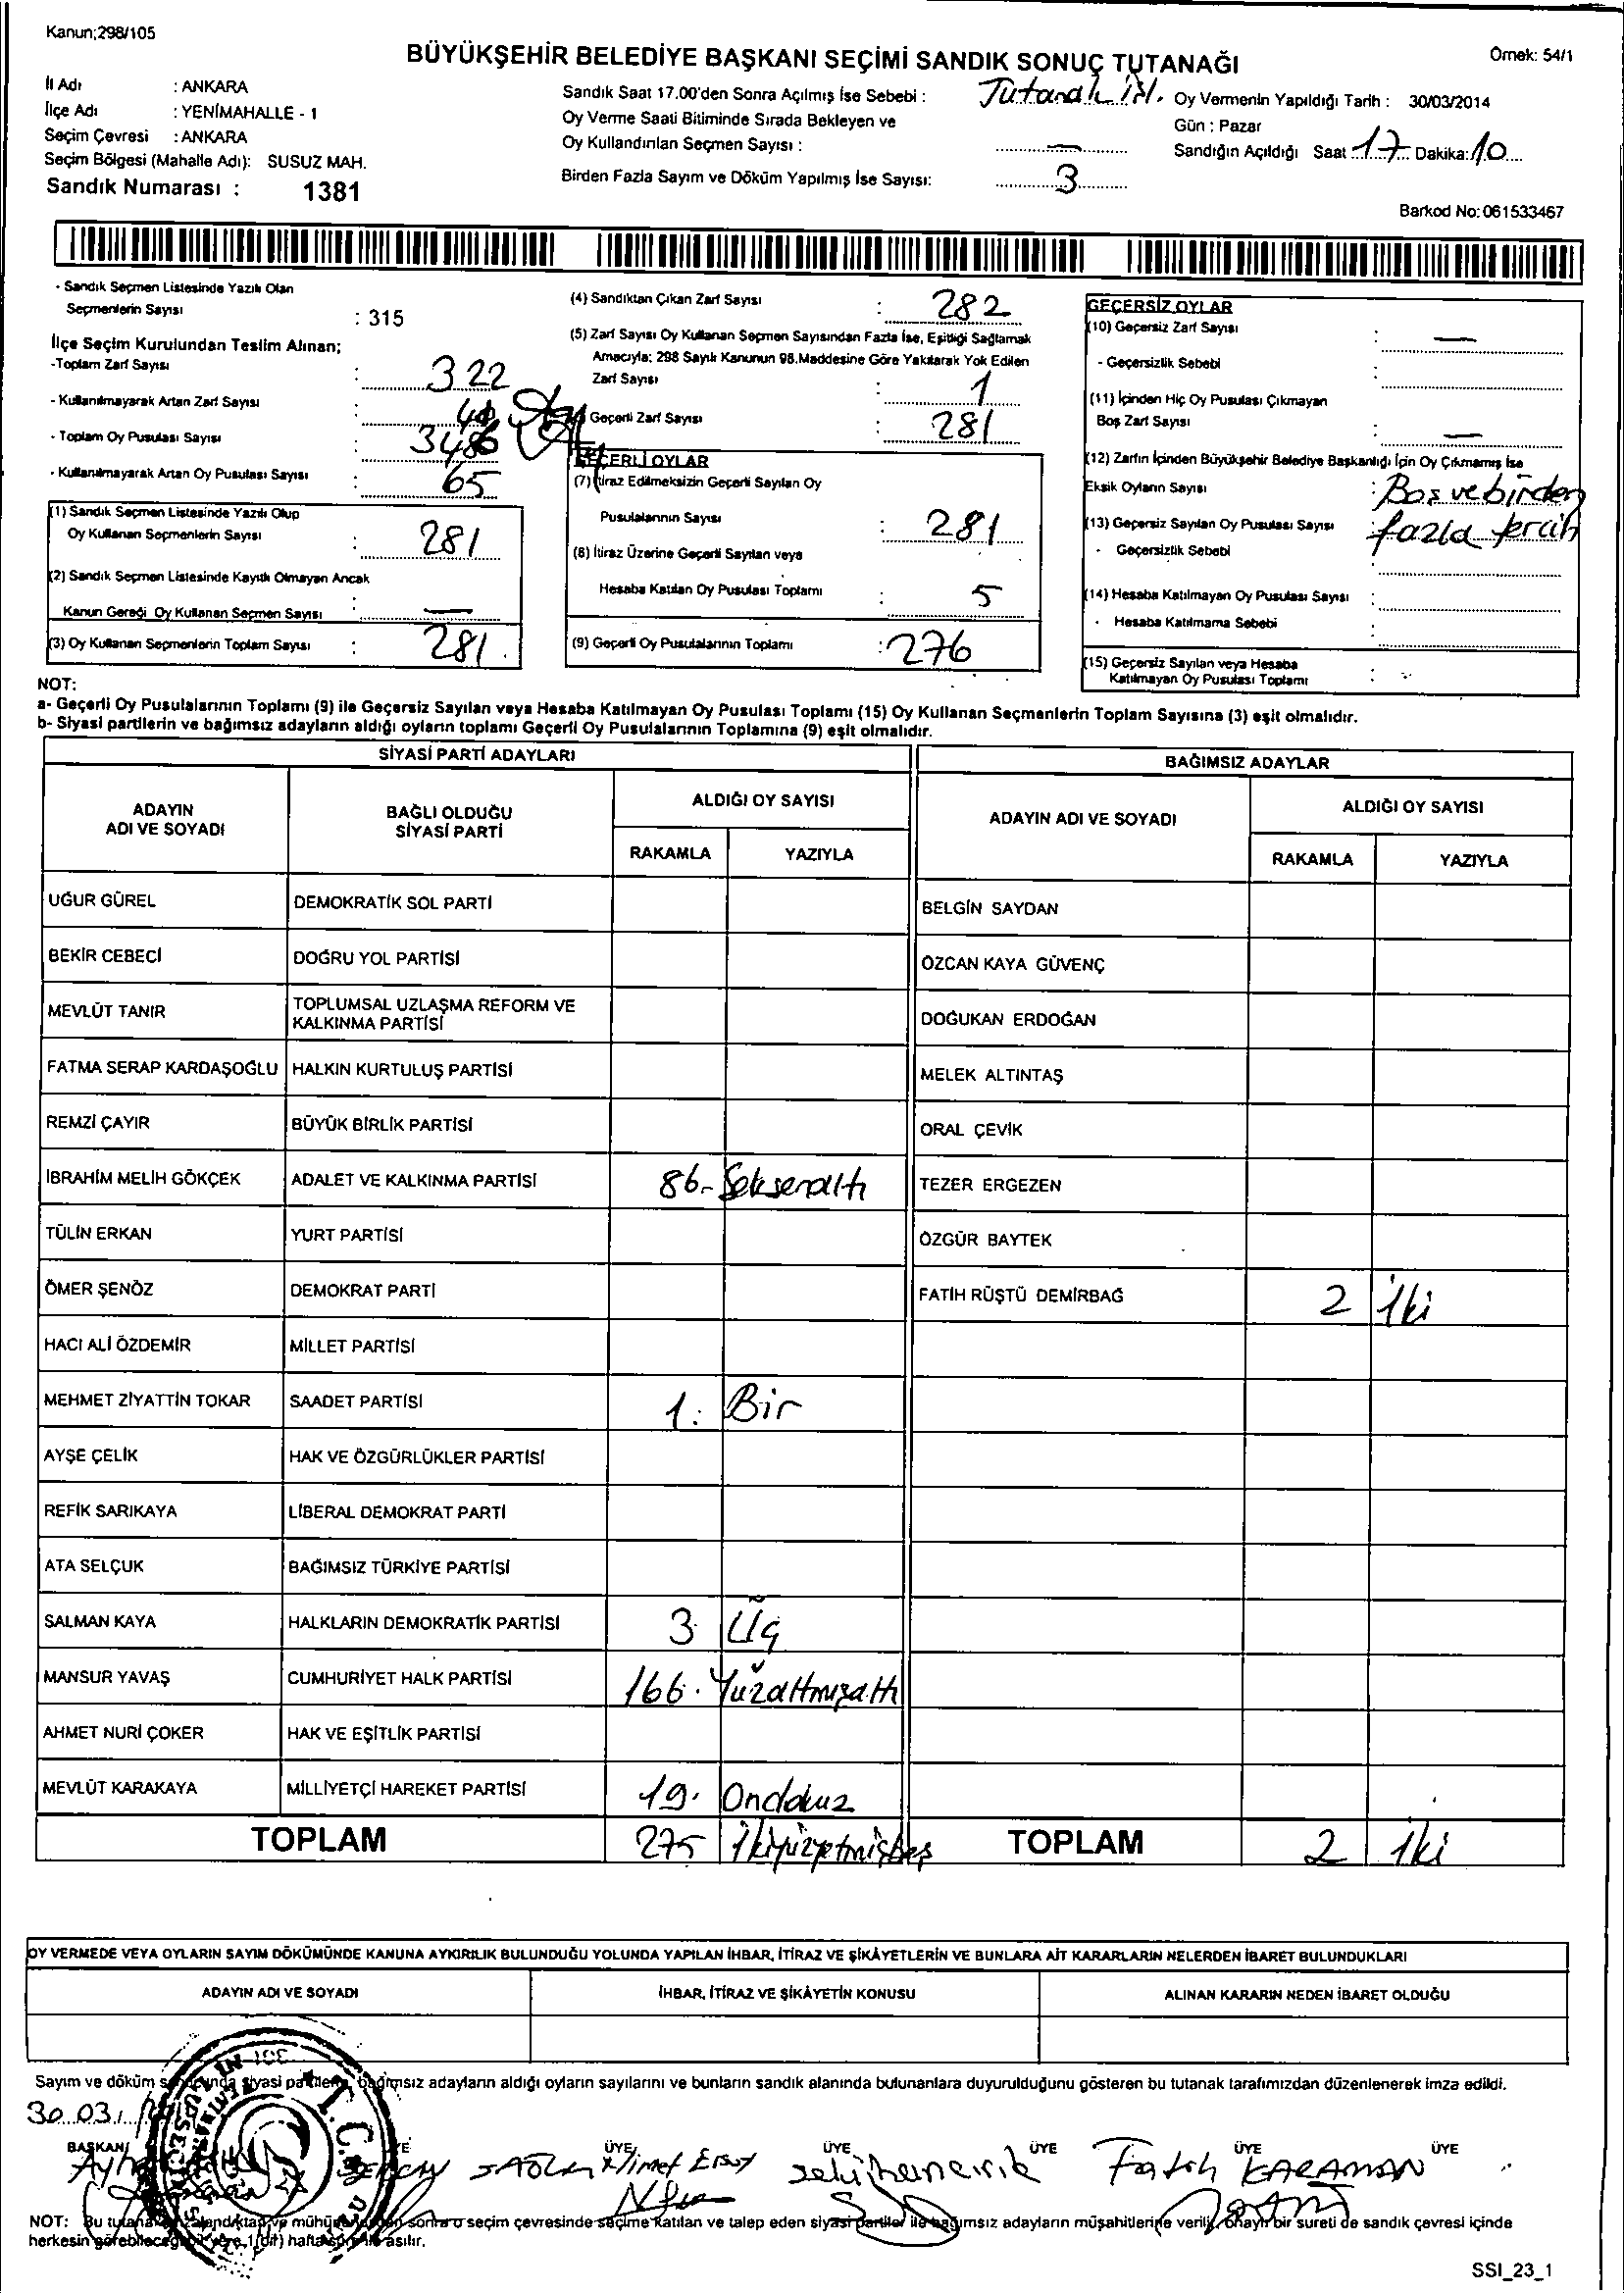 Kanun;298/105
BÜYÜKŞEHİR BELEDİYE BAŞKANI SEÇİMİ SANDIK SONUÇ TUTANAĞI
Örnek: 54/1
İl Adı : ANKARA
İlçe Adı : YENİMAHALLE - 1
Seçim Çevresi : ANKARA
Seçim Bölgesi (Mahalle Adı): SUSUZ MAH.
Sandık Numarası : 1381
Sandık Saat 17.00'den Sonra Açılmış İse Sebebi : Tutanak
Oy Verme Saati Bitiminde Sırada Bekleyen ve
Oy Kullandırılan Seçmen Sayısı : —
Birden Fazla Sayım ve Döküm Yapılmış İse Sayısı: 3
Oy Vermenin Yapıldığı Tarih : 30/03/2014
Gün : Pazar
Sandığın Açıldığı Saat 17 Dakika: 10
Barkod No: 061533467
- Sandık Seçmen Listesinde Yazılı Olan
Seçmenlerin Sayısı : 315
İlçe Seçim Kurulundan Teslim Alınan;
-Toplam Zarf Sayısı : 322
- Kullanılmayarak Artan Zarf Sayısı :
- Toplam Oy Pusulası Sayısı :
- Kullanılmayarak Artan Oy Pusulası Sayısı : 65
(1) Sandık Seçmen Listesinde Yazılı Olup
Oy Kullanan Seçmenlerin Sayısı : 281
(2) Sandık Seçmen Listesinde Kayıtlı Olmayan Ancak
Kanun Gereği Oy Kullanan Seçmen Sayısı : —
(3) Oy Kullanan Seçmenlerin Toplam Sayısı : 281
(4) Sandıktan Çıkan Zarf Sayısı : 282
(5) Zarf Sayısı Oy Kullanan Seçmen Sayısından Fazla İse, Eşitliği Sağlamak
Amacıyla; 298 Sayılı Kanunun 98.Maddesine Göre Yakılarak Yok Edilen
Zarf Sayısı : 1
Geçerli Zarf Sayısı : 281
GEÇERLİ OYLAR
(7) İtiraz Edilmeksizin Geçerli Sayılan Oy
Pusulalarının Sayısı : 281
(8) İtiraz Üzerine Geçerli Sayılan veya
Hesaba Katılan Oy Pusulası Toplamı : 5
(9) Geçerli Oy Pusulalarının Toplamı : 276
GEÇERSİZ OYLAR
(10) Geçersiz Zarf Sayısı : —
- Geçersizlik Sebebi :
(11) İçinden Hiç Oy Pusulası Çıkmayan
Boş Zarf Sayısı : —
(12) Zarfın İçinden Büyükşehir Belediye Başkanlığı İçin Oy Çıkmamış İse
Eksik Oyların Sayısı : Boş ve birden
(13) Geçersiz Sayılan Oy Pusulası Sayısı : fazla tercih
- Geçersizlik Sebebi :
(14) Hesaba Katılmayan Oy Pusulası Sayısı :
- Hesaba Katılmama Sebebi :
(15) Geçersiz Sayılan veya Hesaba
Katılmayan Oy Pusulası Toplamı :
NOT:
a- Geçerli Oy Pusulalarının Toplamı (9) ile Geçersiz Sayılan veya Hesaba Katılmayan Oy Pusulası Toplamı (15) Oy Kullanan Seçmenlerin Toplam Sayısına (3) eşit olmalıdır.
b- Siyasi partilerin ve bağımsız adayların aldığı oyların toplamı Geçerli Oy Pusulalarının Toplamına (9) eşit olmalıdır.
SİYASİ PARTİ ADAYLARI
BAĞIMSIZ ADAYLAR
ADAYIN ADI VE SOYADI
BAĞLI OLDUĞU SİYASİ PARTİ
ALDIĞI OY SAYISI
RAKAMLA YAZIYLA
ADAYIN ADI VE SOYADI
ALDIĞI OY SAYISI
RAKAMLA YAZIYLA
UĞUR GÜREL DEMOKRATİK SOL PARTİ BELGİN SAYDAN
BEKİR CEBECİ DOĞRU YOL PARTİSİ ÖZCAN KAYA GÜVENÇ
MEVLÜT TANIR TOPLUMSAL UZLAŞMA REFORM VE KALKINMA PARTİSİ DOĞUKAN ERDOĞAN
FATMA SERAP KARDAŞOĞLU HALKIN KURTULUŞ PARTİSİ MELEK ALTINTAŞ
REMZİ ÇAYIR BÜYÜK BİRLİK PARTİSİ ORAL ÇEVİK
İBRAHİM MELİH GÖKÇEK ADALET VE KALKINMA PARTİSİ 86- Seksenaltı TEZER ERGEZEN
TÜLİN ERKAN YURT PARTİSİ ÖZGÜR BAYTEK
ÖMER ŞENÖZ DEMOKRAT PARTİ FATİH RÜŞTÜ DEMİRBAĞ 2 İki
HACI ALİ ÖZDEMİR MİLLET PARTİSİ
MEHMET ZİYATTİN TOKAR SAADET PARTİSİ 1. Bir
AYŞE ÇELİK HAK VE ÖZGÜRLÜKLER PARTİSİ
REFİK SARIKAYA LİBERAL DEMOKRAT PARTİ
ATA SELÇUK BAĞIMSIZ TÜRKİYE PARTİSİ
SALMAN KAYA HALKLARIN DEMOKRATİK PARTİSİ 3 Üç
MANSUR YAVAŞ CUMHURİYET HALK PARTİSİ 166. Yüzaltmışaltı
AHMET NURİ ÇOKER HAK VE EŞİTLİK PARTİSİ
MEVLÜT KARAKAYA MİLLİYETÇİ HAREKET PARTİSİ 19. Ondokuz
TOPLAM 275 İkiyüzyetmişbeş TOPLAM 2 iki
OY VERMEDE VEYA OYLARIN SAYIM DÖKÜMÜNDE KANUNA AYKIRILIK BULUNDUĞU YOLUNDA YAPILAN İHBAR, İTİRAZ VE ŞİKÂYETLERİN VE BUNLARA AİT KARARLARIN NELERDEN İBARET BULUNDUKLARI
ADAYIN ADI VE SOYADI İHBAR, İTİRAZ VE ŞİKÂYETİN KONUSU ALINAN KARARIN NEDEN İBARET OLDUĞU
Sayım ve döküm siyasi bağımsız adayların aldığı oyların sayılarını ve bunların sandık alanında bulunanlara duyurulduğunu gösteren bu tutanak tarafımızdan düzenlenerek imza edildi.
30.03.
BAŞKAN ÜYE ÜYE ÜYE ÜYE ÜYE
Fatih KARAMAN
NOT: Bu sonra o seçim çevresinde seçime katılan ve talep eden siyasi partiler ile bağımsız adayların müşahitlerine verilir, onaylı bir sureti de sandık çevresi içinde
herkesin görebileceği bir yere 1(bir) hafta asılır.
SSI_23_1